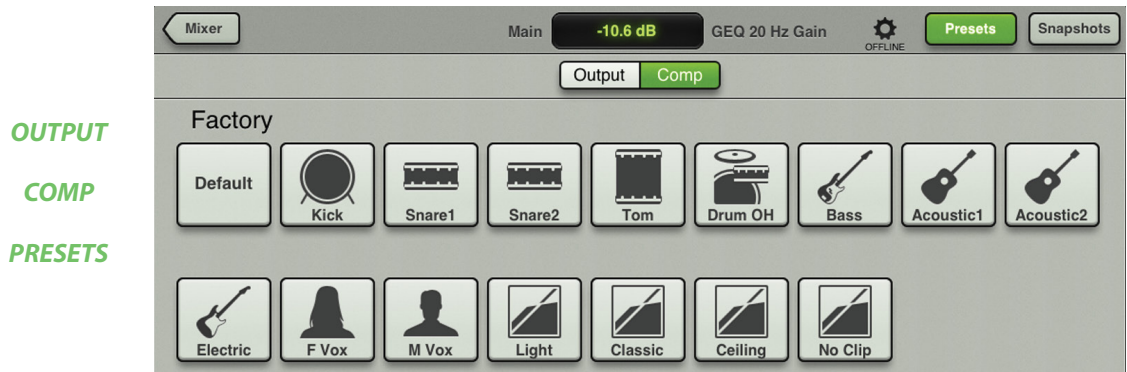 Mixer
Main
-10.6 dB
GEQ 20 Hz Gain
OFFLINE
Presets
Snapshots
Output
Comp
OUTPUT
COMP
PRESETS
Factory
Default
Kick
Snare1
Snare2
Tom
Drum OH
Bass
Acoustic1
Acoustic2
Electric
F Vox
M Vox
Light
Classic
Ceiling
No Clip